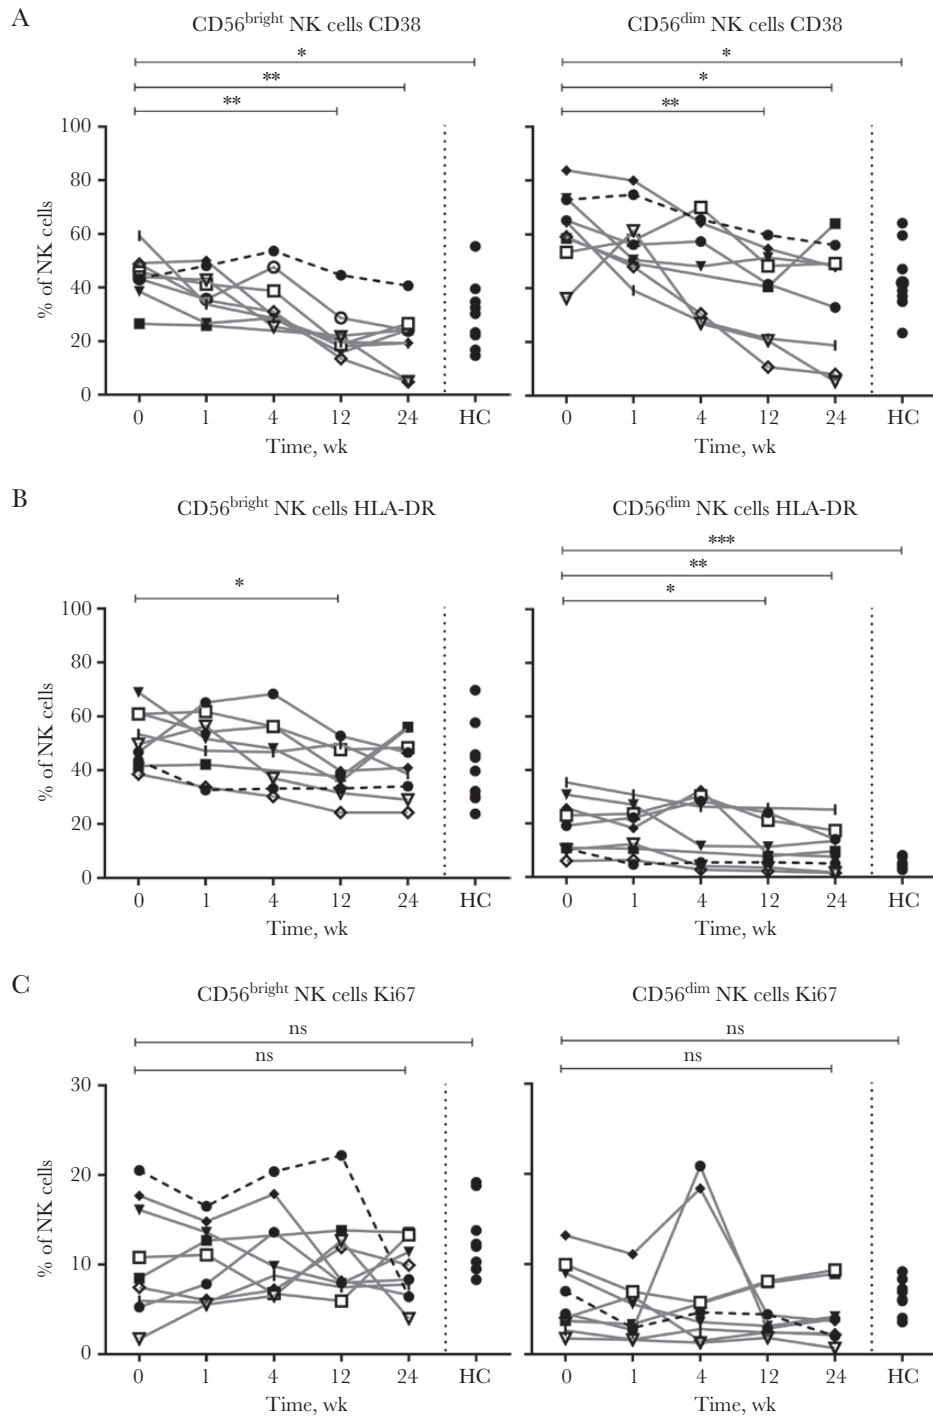 A
CD56bright NK cells CD38
CD56dim NK cells CD38
*
**
**
*
*
**
100
80
60
40
20
0
% of NK cells
0 1 4 12 24 HC
Time, wk
0 1 4 12 24 HC
Time, wk
B
CD56bright NK cells HLA-DR
CD56dim NK cells HLA-DR
*
***
**
*
100
80
60
40
20
0
% of NK cells
0 1 4 12 24 HC
Time, wk
0 1 4 12 24 HC
Time, wk
C
CD56bright NK cells Ki67
CD56dim NK cells Ki67
ns
ns
ns
ns
30
20
10
0
% of NK cells
0 1 4 12 24 HC
Time, wk
0 1 4 12 24 HC
Time, wk